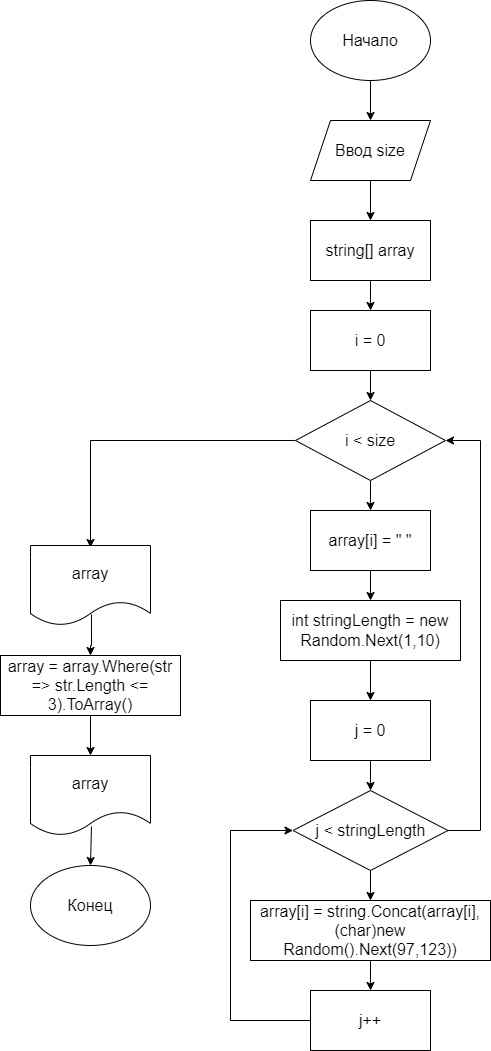 Начало
Ввод size
string[] array
i = 0
i < size
array[i] = " "
int stringLength = new
Random.Next(1,10)
j = 0
j < stringLength
array[i] = string.Concat(array[i],
(char)new
Random().Next(97,123))
j++
array
array = array.Where(str
=> str.Length <=
3).ToArray()
array
Конец